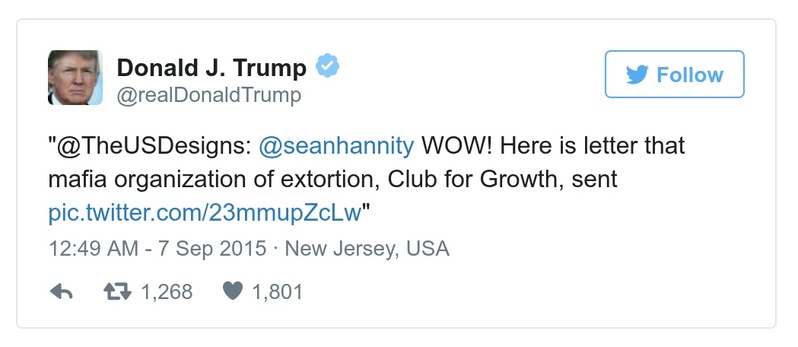 Donald J. Trump
@realDonaldTrump
Follow
"@TheUSDesigns: @seanhannity WOW! Here is letter that
mafia organization of extortion, Club for Growth, sent
pic.twitter.com/23mmupZcLw"
12:49 AM - 7 Sep 2015 · New Jersey, USA
1,268 1,801